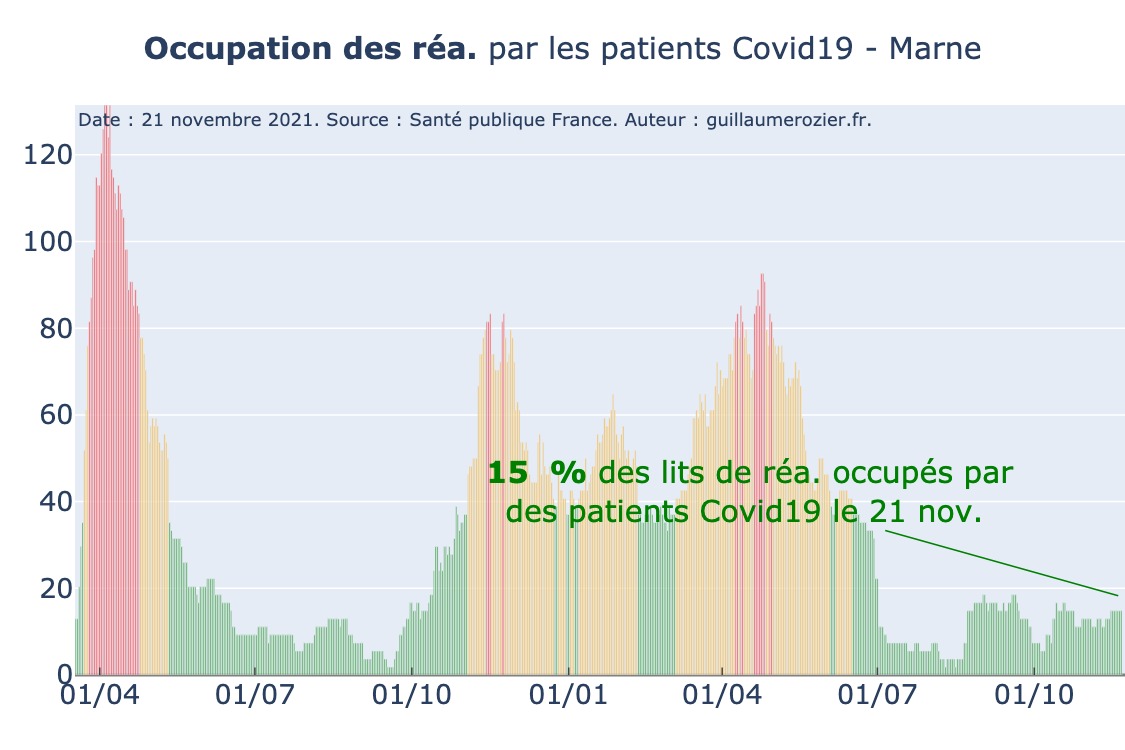 Occupation des réa. par les patients Covid19 - Marne
Date : 21 novembre 2021. Source : Santé publique France. Auteur : guillaumerozier.fr.
120
100
80
60
15 % des lits de réa. occupés par
40
des patients Covid19 le 21 nov.
20
0
01/04 01/07 01/10 01/01 01/04 01/07 01/10